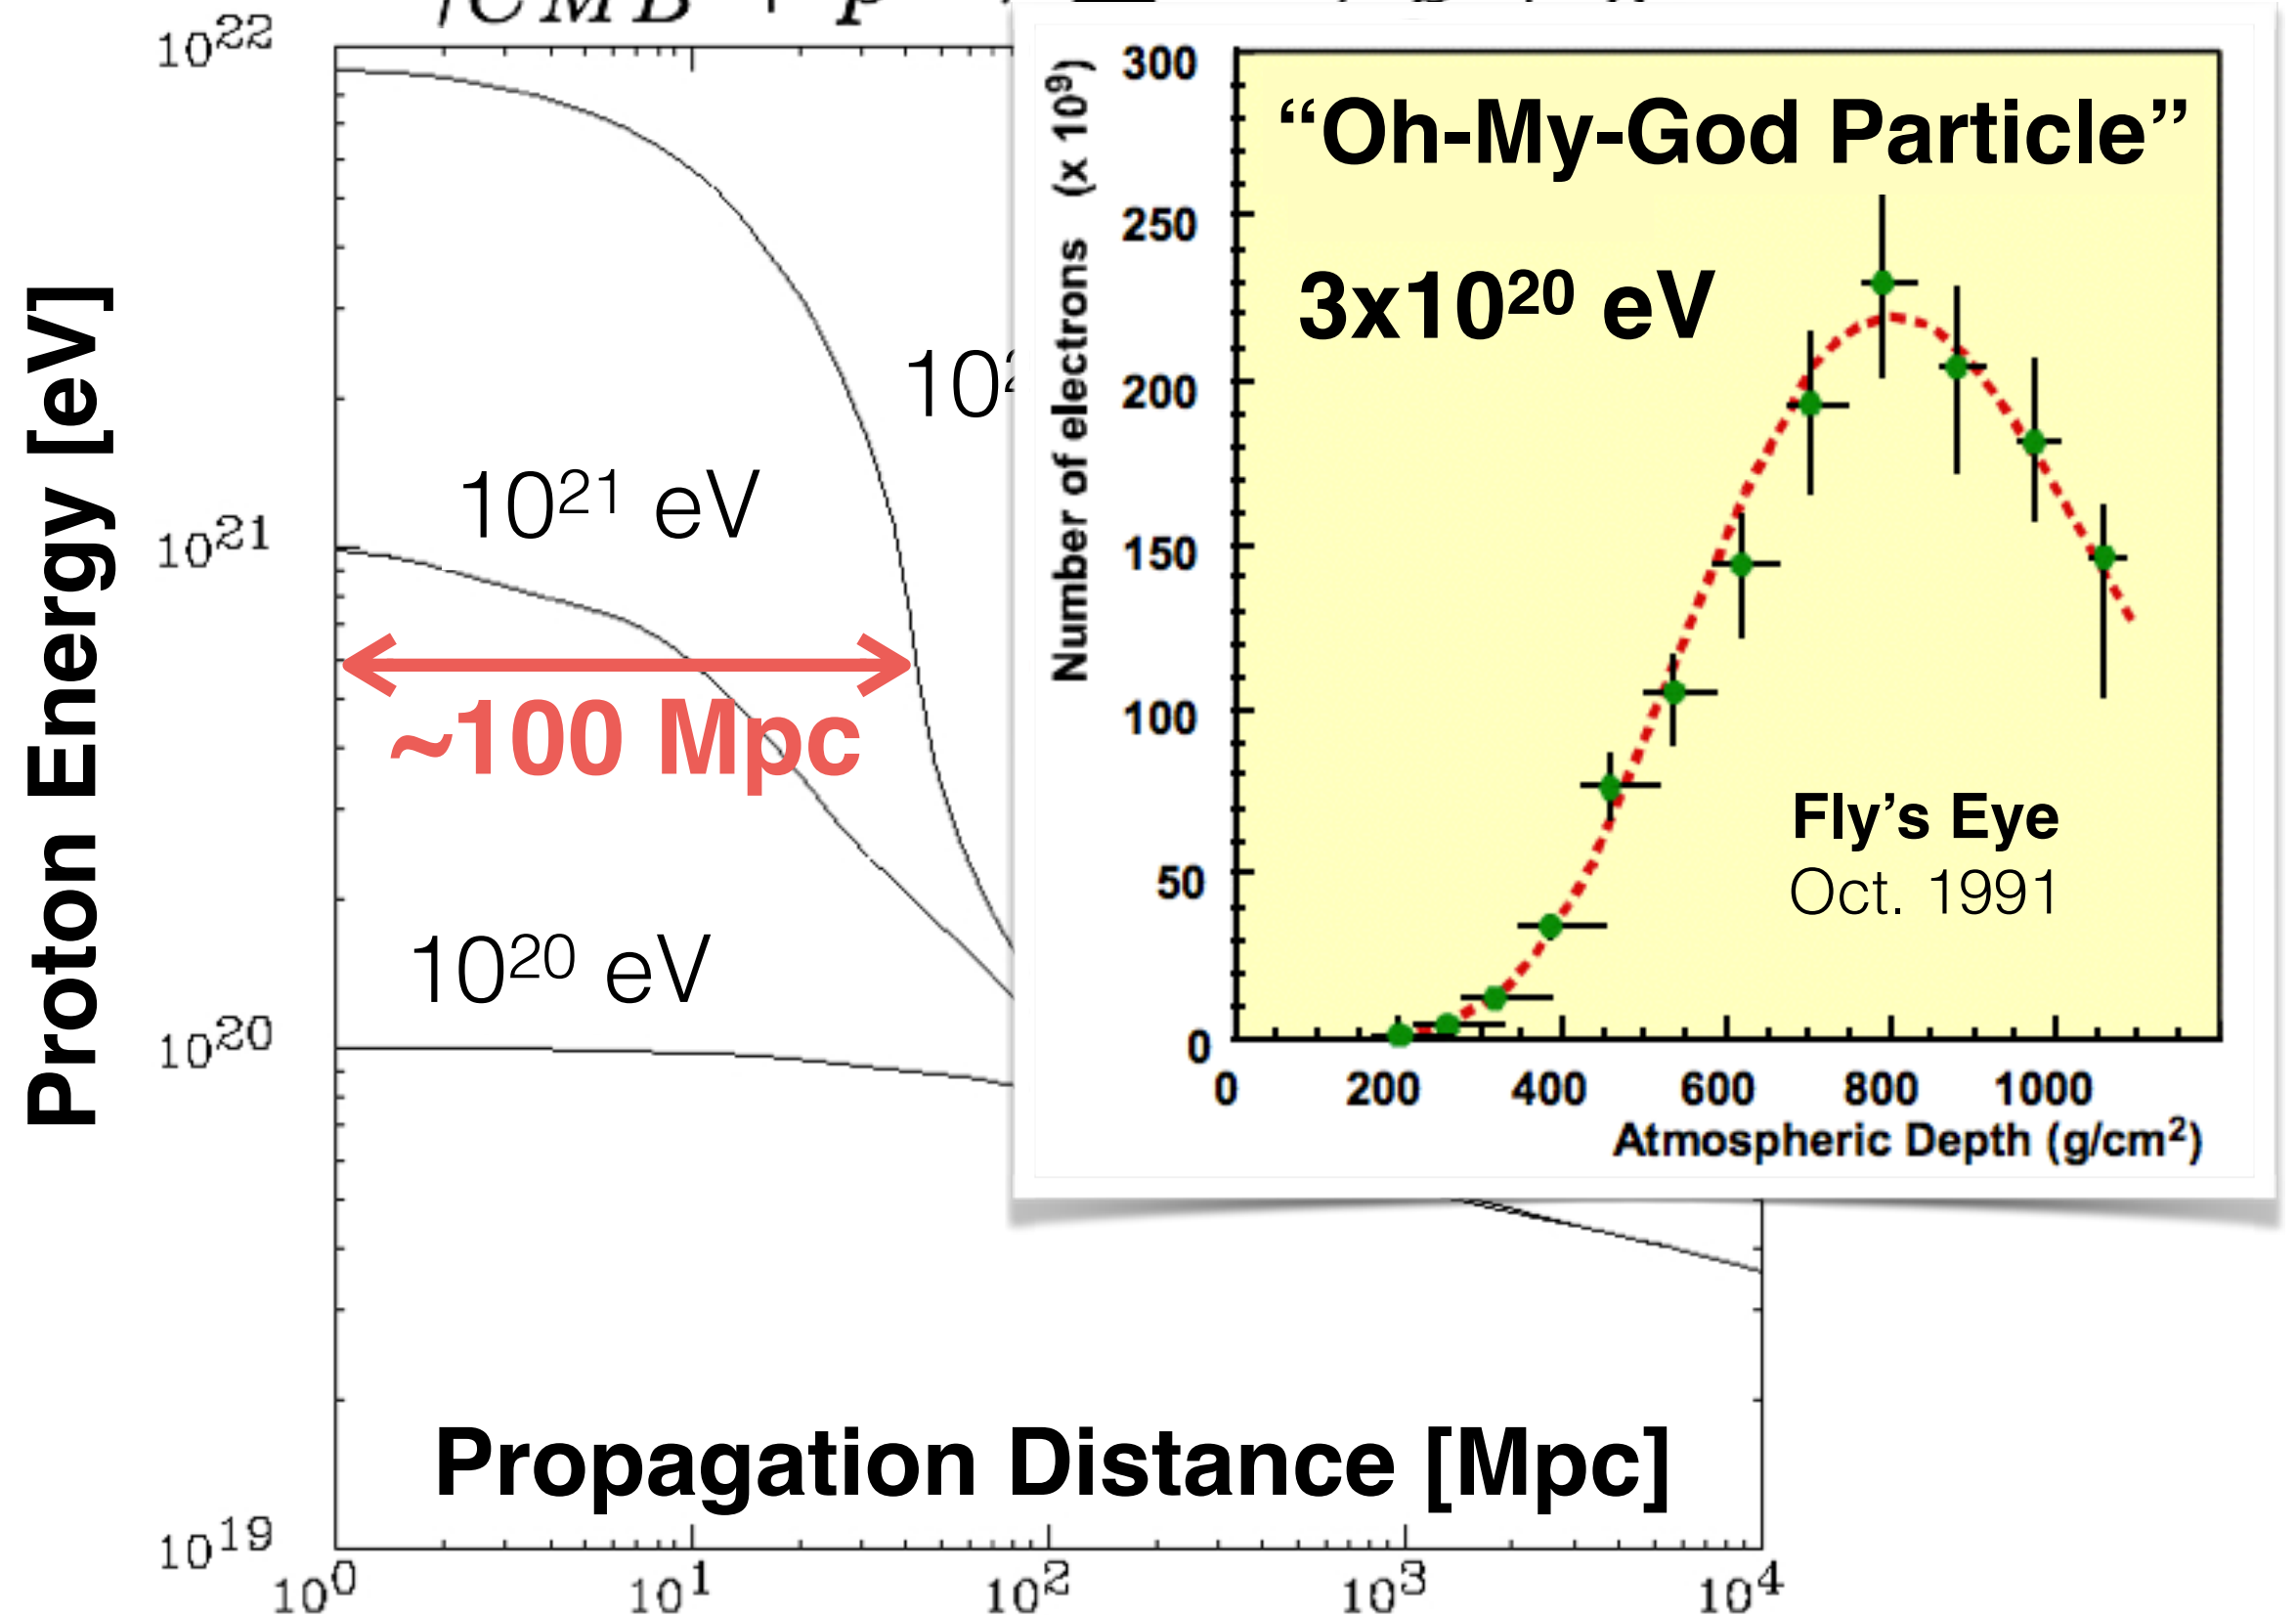 CMB + p
10²²
10²¹
10²⁰
10¹⁹
Proton Energy [eV]
10²¹ eV
~100 Mpc
10²⁰ eV
Propagation Distance [Mpc]
10⁰ 10¹ 10² 10³ 10⁴
“Oh-My-God Particle”
3x10²⁰ eV
Fly’s Eye
Oct. 1991
Number of electrons (x 10⁹)
300
250
200
150
100
50
0
0 200 400 600 800 1000
Atmospheric Depth (g/cm²)